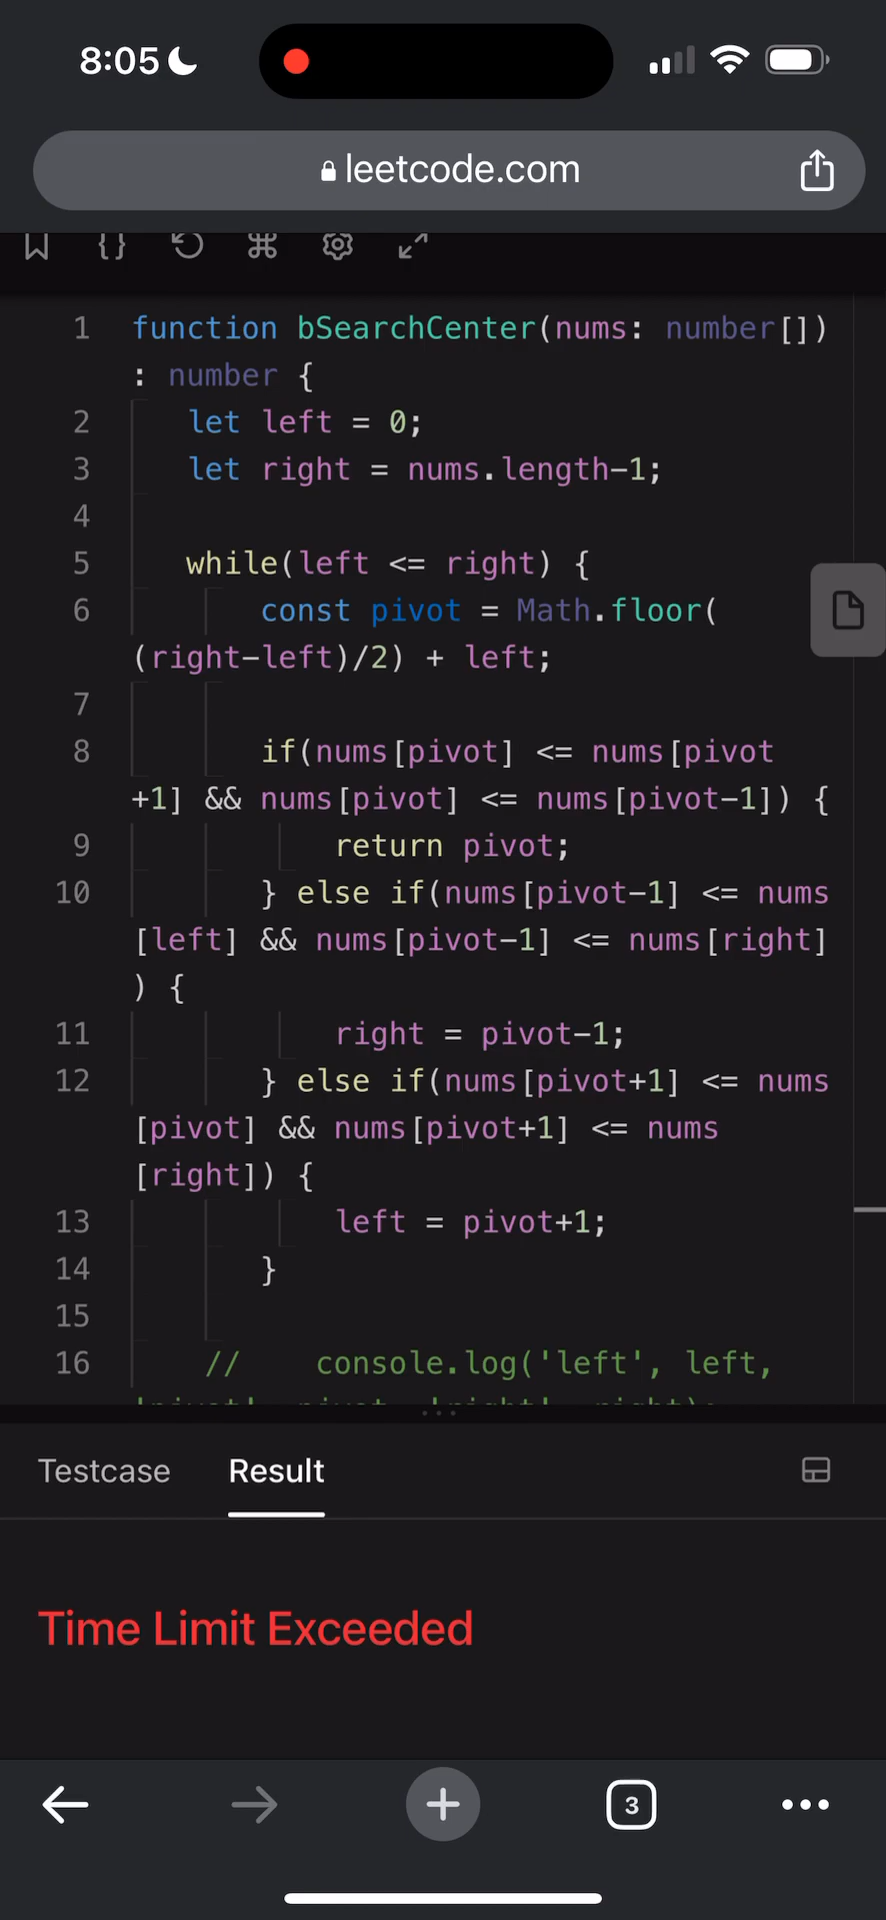 8:05
leetcode.com
1 function bSearchCenter(nums: number[])
: number {
2 let left = 0;
3 let right = nums.length-1;
4
5 while(left <= right) {
6 const pivot = Math.floor(
(right-left)/2) + left;
7
8 if(nums[pivot] <= nums[pivot
+1] && nums[pivot] <= nums[pivot-1]) {
9 return pivot;
10 } else if(nums[pivot-1] <= nums
[left] && nums[pivot-1] <= nums[right]
) {
11 right = pivot-1;
12 } else if(nums[pivot+1] <= nums
[pivot] && nums[pivot+1] <= nums
[right]) {
13 left = pivot+1;
14 }
15
16 // console.log('left', left,
Testcase Result
Time Limit Exceeded
3